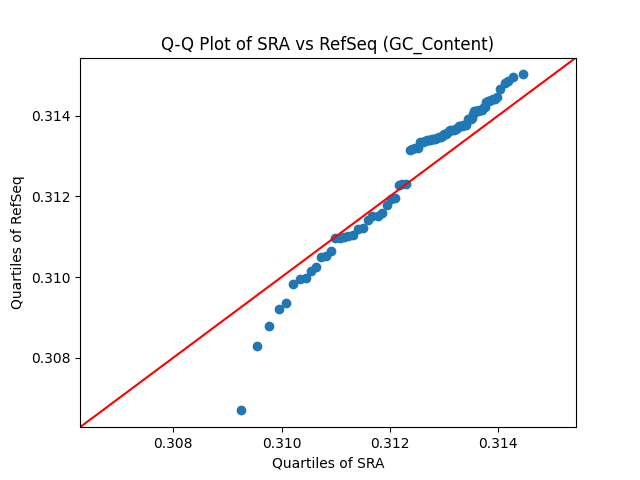 Q-Q Plot of SRA vs RefSeq (GC_Content)
Quartiles of RefSeq
0.314
0.312
0.310
0.308
0.308 0.310 0.312 0.314
Quartiles of SRA